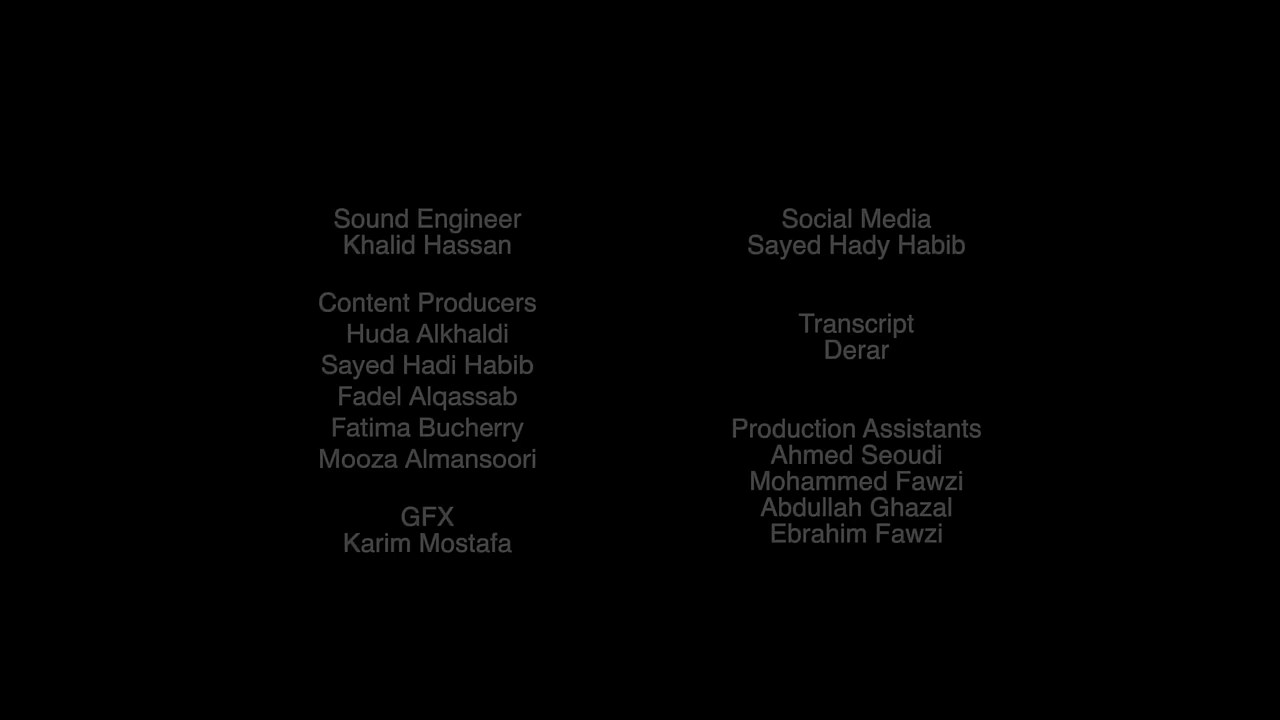 Sound Engineer
Khalid Hassan
Content Producers
Huda Alkhaldi
Sayed Hadi Habib
Fadel Alqassab
Fatima Bucherry
Mooza Almansoori
GFX
Karim Mostafa
Social Media
Sayed Hady Habib
Transcript
Derar
Production Assistants
Ahmed Seoudi
Mohammed Fawzi
Abdullah Ghazal
Ebrahim Fawzi